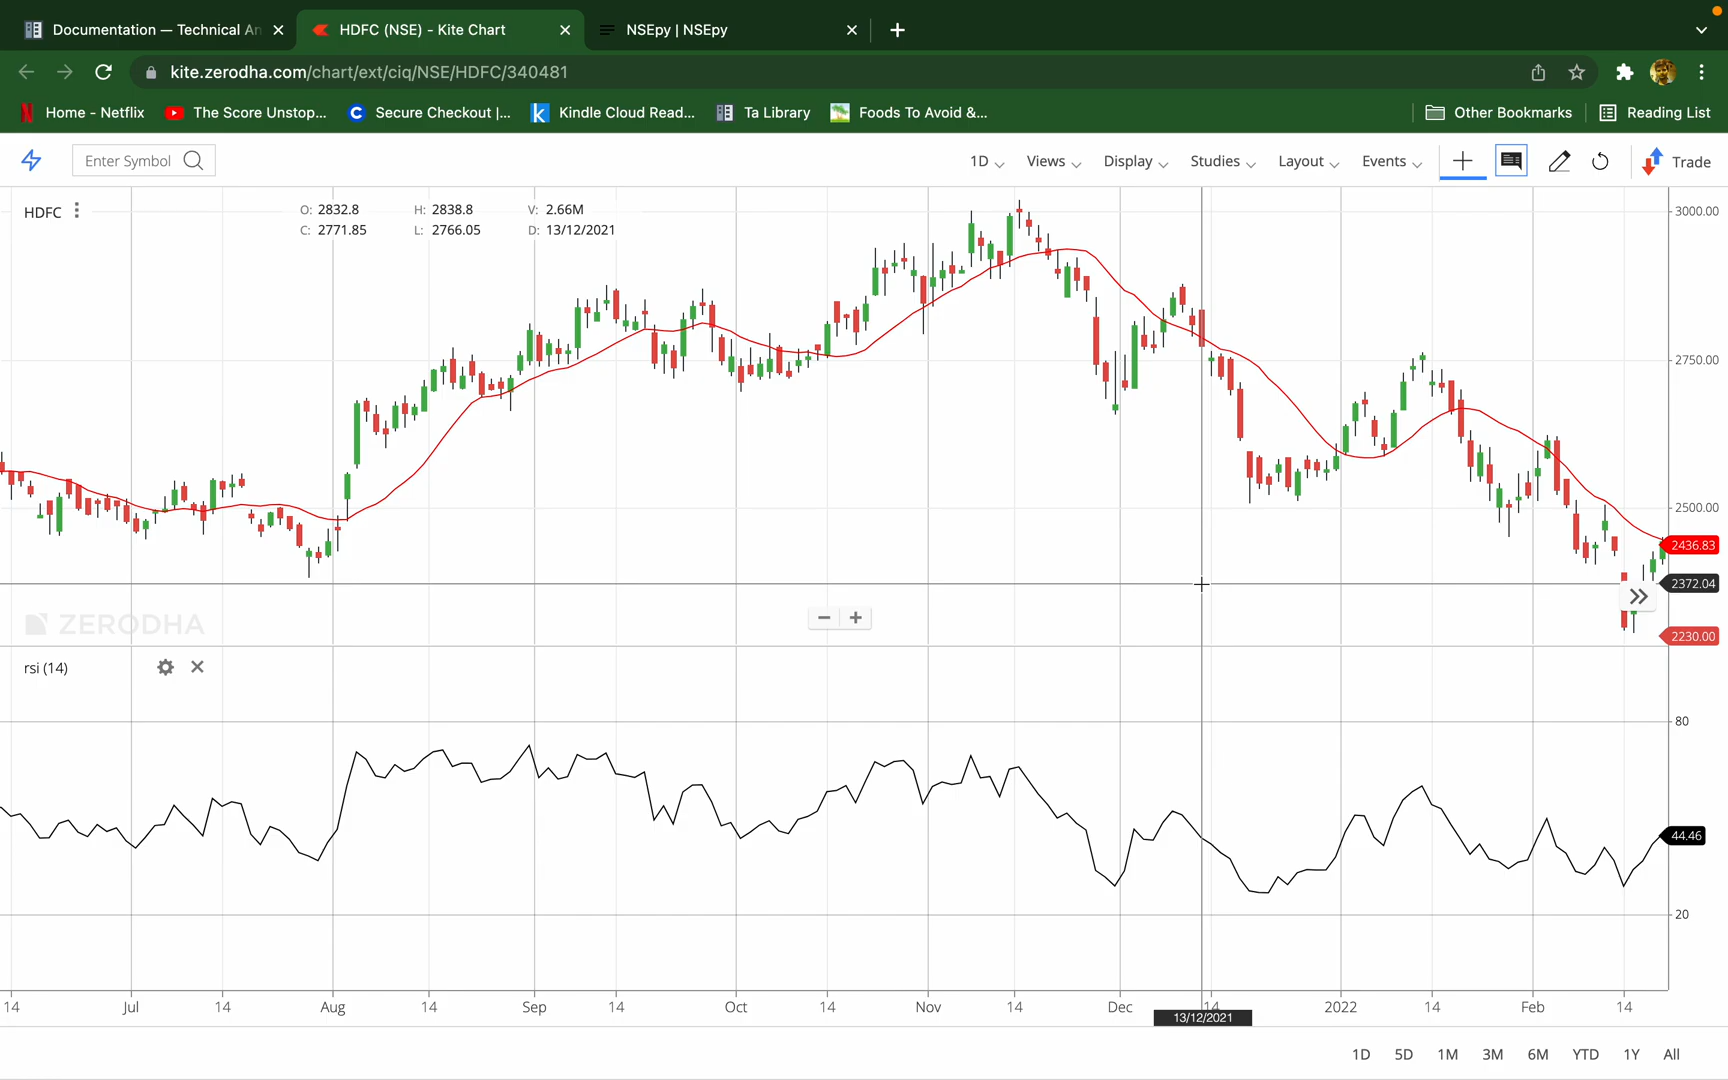 Documentation — Technical An
HDFC (NSE) - Kite Chart
NSEpy | NSEpy
kite.zerodha.com/chart/ext/ciq/NSE/HDFC/340481
N Home - Netflix The Score Unstop... C Secure Checkout |... k Kindle Cloud Read... Ta Library Foods To Avoid &... Other Bookmarks Reading List
Enter Symbol 1D Views Display Studies Layout Events Trade
HDFC O: 2832.8 H: 2838.8 V: 2.66M
C: 2771.85 L: 2766.05 D: 13/12/2021
3000.00
2750.00
2500.00
2436.83
2372.04
ZERODHA
2230.00
rsi (14)
80
44.46
20
14 Jul 14 Aug 14 Sep 14 Oct 14 Nov 14 Dec 14 2022 14 Feb 14
13/12/2021
1D 5D 1M 3M 6M YTD 1Y All